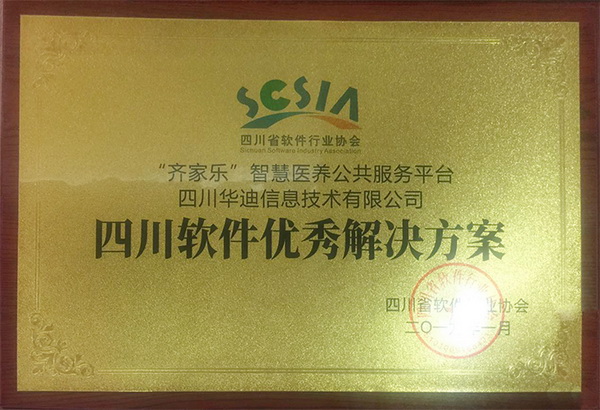 SCSIA
四川省软件行业协会
Sichuan Software Industry Association
“齐家乐”智慧医养公共服务平台
四川华迪信息技术有限公司
四川软件优秀解决方案
四川省软件行业协会
二〇一 一月